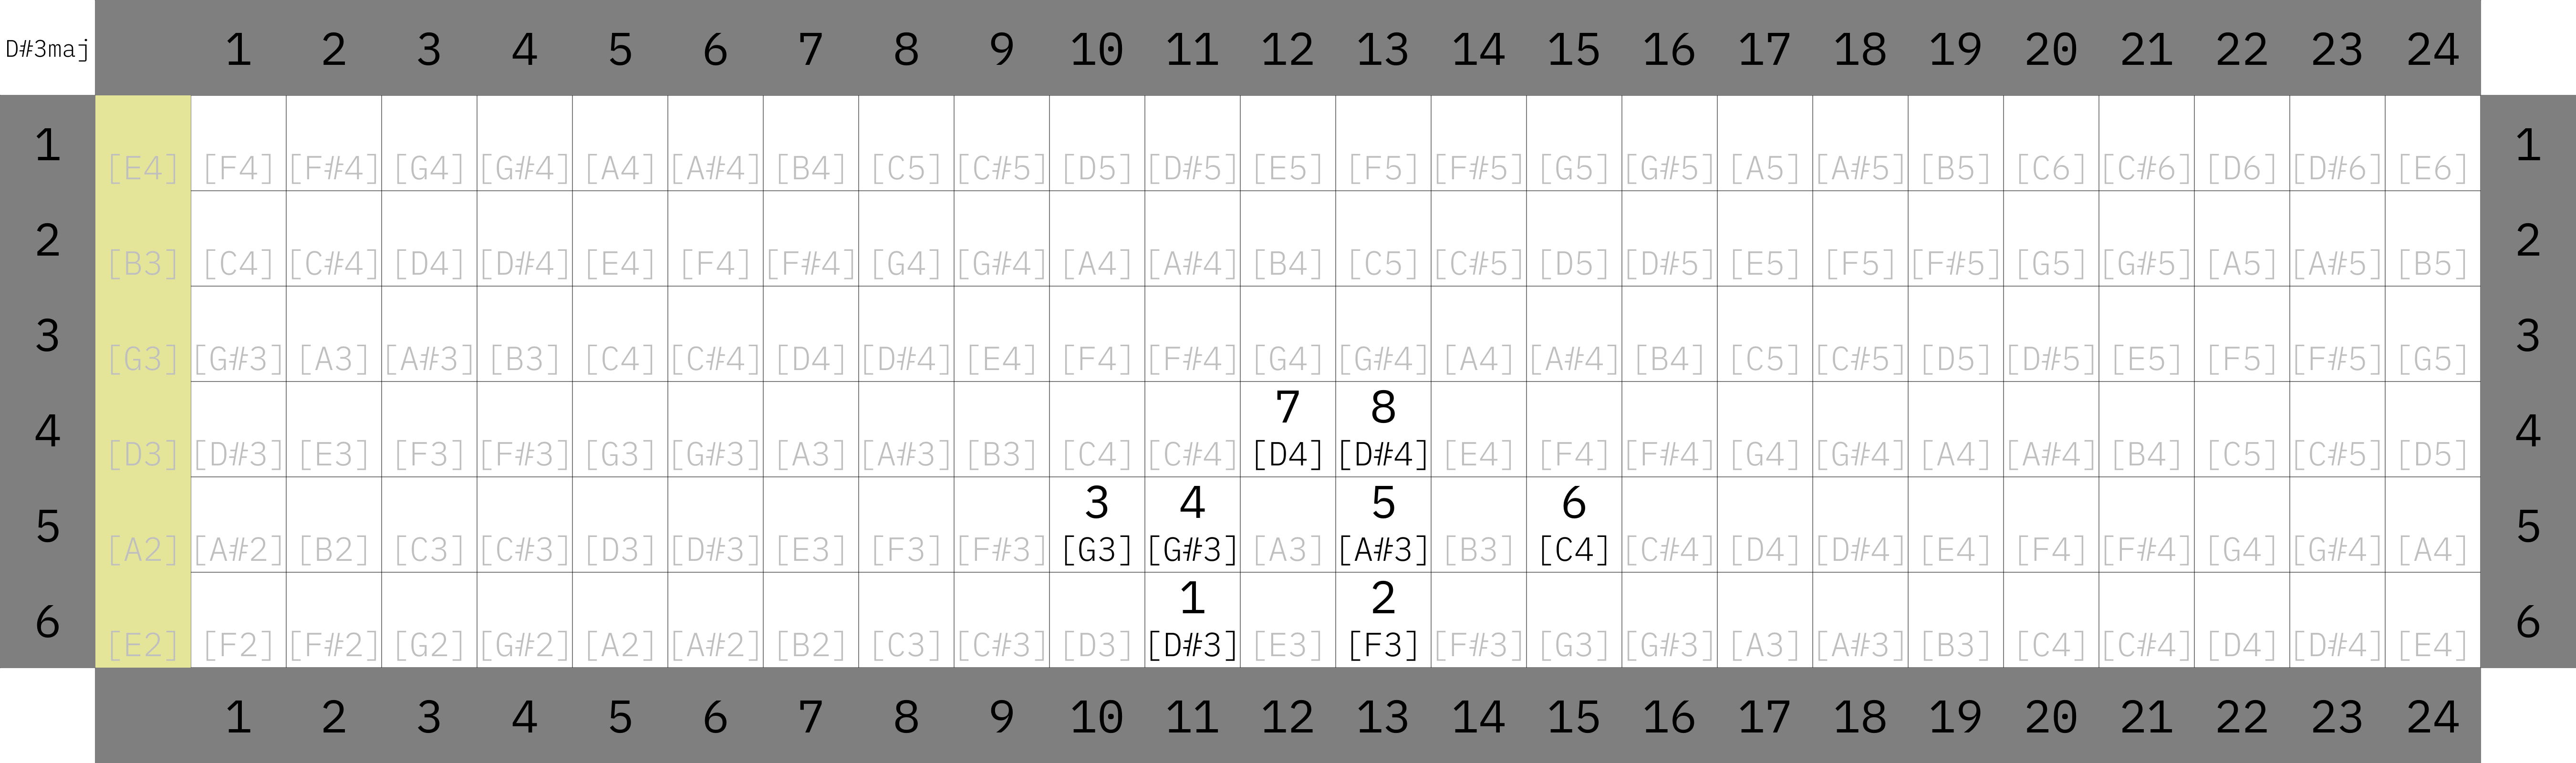 D#3maj 1 2 3 4 5 6 7 8 9 10 11 12 13 14 15 16 17 18 19 20 21 22 23 24
1 [E4] [F4] [F#4] [G4] [G#4] [A4] [A#4] [B4] [C5] [C#5] [D5] [D#5] [E5] [F5] [F#5] [G5] [G#5] [A5] [A#5] [B5] [C6] [C#6] [D6] [D#6] [E6] 1
2 [B3] [C4] [C#4] [D4] [D#4] [E4] [F4] [F#4] [G4] [G#4] [A4] [A#4] [B4] [C5] [C#5] [D5] [D#5] [E5] [F5] [F#5] [G5] [G#5] [A5] [A#5] [B5] 2
3 [G3] [G#3] [A3] [A#3] [B3] [C4] [C#4] [D4] [D#4] [E4] [F4] [F#4] [G4] [G#4] [A4] [A#4] [B4] [C5] [C#5] [D5] [D#5] [E5] [F5] [F#5] [G5] 3
7 8
4 [D3] [D#3] [E3] [F3] [F#3] [G3] [G#3] [A3] [A#3] [B3] [C4] [C#4] [D4] [D#4] [E4] [F4] [F#4] [G4] [G#4] [A4] [A#4] [B4] [C5] [C#5] [D5] 4
3 4 5 6
5 [A2] [A#2] [B2] [C3] [C#3] [D3] [D#3] [E3] [F3] [F#3] [G3] [G#3] [A3] [A#3] [B3] [C4] [C#4] [D4] [D#4] [E4] [F4] [F#4] [G4] [G#4] [A4] 5
1 2
6 [E2] [F2] [F#2] [G2] [G#2] [A2] [A#2] [B2] [C3] [C#3] [D3] [D#3] [E3] [F3] [F#3] [G3] [G#3] [A3] [A#3] [B3] [C4] [C#4] [D4] [D#4] [E4] 6
1 2 3 4 5 6 7 8 9 10 11 12 13 14 15 16 17 18 19 20 21 22 23 24